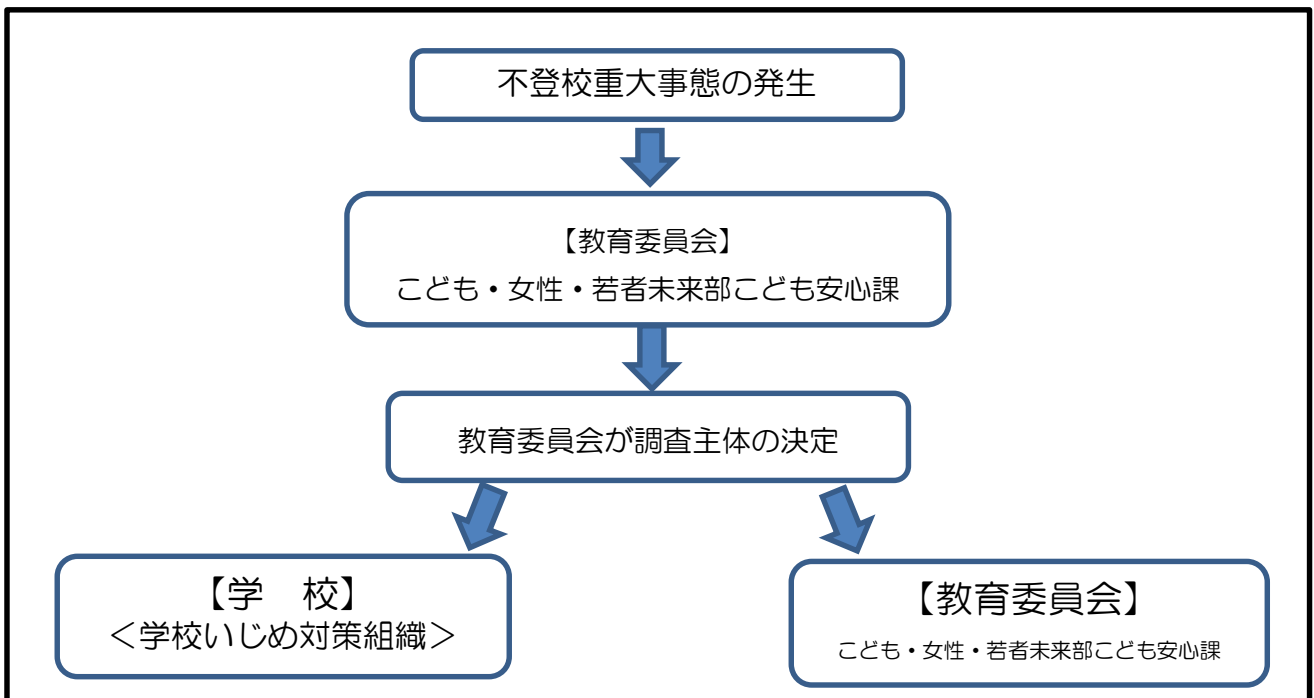 不登校重大事態の発生
【教育委員会】
こども・女性・若者未来部こども安心課
教育委員会が調査主体の決定
【学　校】
＜学校いじめ対策組織＞
【教育委員会】
こども・女性・若者未来部こども安心課